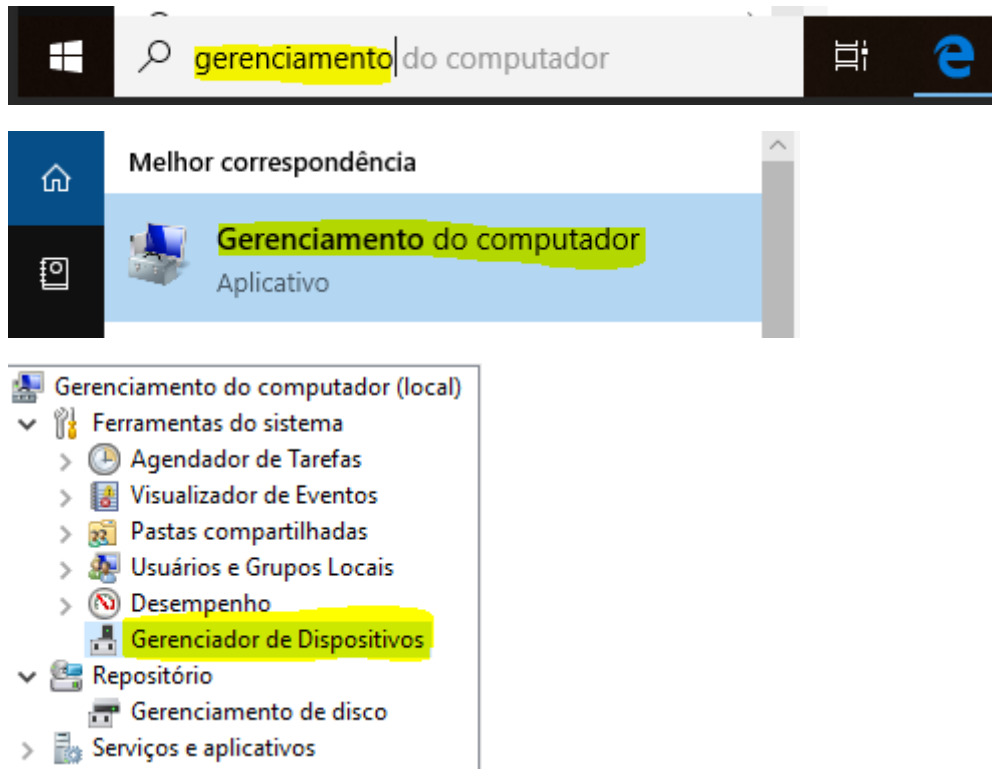 gerenciamento do computador
Melhor correspondência
Gerenciamento do computador
Aplicativo
Gerenciamento do computador (local)
Ferramentas do sistema
Agendador de Tarefas
Visualizador de Eventos
Pastas compartilhadas
Usuários e Grupos Locais
Desempenho
Gerenciador de Dispositivos
Repositório
Gerenciamento de disco
Serviços e aplicativos